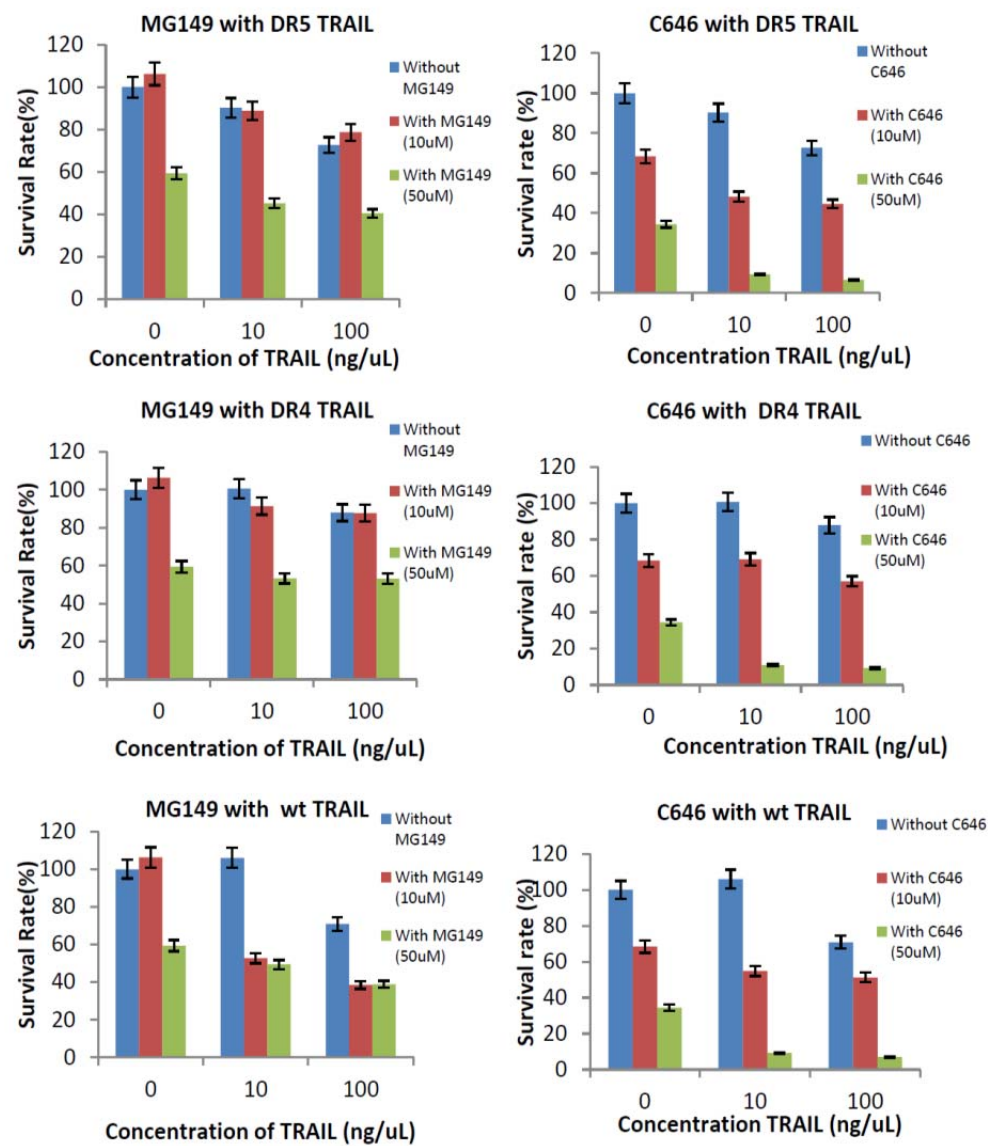 MG149 with DR5 TRAIL
120
100
80
60
40
20
0
Survival Rate(%)
0 10 100
Concentration of TRAIL (ng/uL)
Without
MG149
With MG149
(10uM)
With MG149
(50uM)
C646 with DR5 TRAIL
120
100
80
60
40
20
0
Survival rate (%)
0 10 100
Concentration TRAIL (ng/uL)
Without
C646
With C646
(10uM)
With C646
(50uM)
MG149 with DR4 TRAIL
120
100
80
60
40
20
0
Survival Rate(%)
0 10 100
Concentration of TRAIL (ng/uL)
Without
MG149
With MG149
(10uM)
With MG149
(50uM)
C646 with DR4 TRAIL
120
100
80
60
40
20
0
Survival rate (%)
0 10 100
Concentration TRAIL (ng/uL)
Without C646
With C646
(10uM)
With C646
(50uM)
MG149 with wt TRAIL
120
100
80
60
40
20
0
Survival Rate(%)
0 10 100
Concentration of TRAIL (ng/uL)
Without
MG149
With MG149
(10uM)
With MG149
(50uM)
C646 with wt TRAIL
120
100
80
60
40
20
0
Survival rate (%)
0 10 100
Concentration TRAIL (ng/uL)
Without C646
With C646
(10uM)
With C646
(50uM)